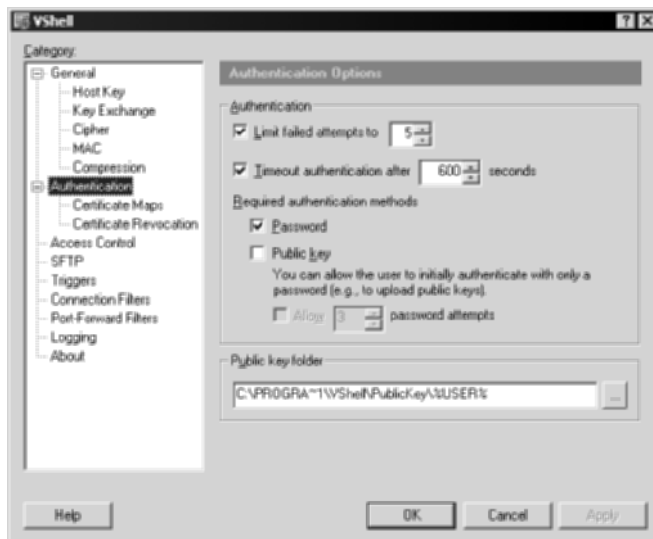 VShell
Category:
General
Host Key
Key Exchange
Cipher
MAC
Compression
Authentication
Certificate Maps
Certificate Revocation
Access Control
SFTP
Triggers
Connection Filters
Port-Forward Filters
Logging
About
Authentication Options
Authentication
Limit failed attempts to 5
Timeout authentication after 600 seconds
Required authentication methods
Password
Public key
You can allow the user to initially authenticate with only a
password (e.g., to upload public keys).
Allow 3 password attempts
Public key folder
C:\PROGRA~1\VShell\PublicKey\%USER%
...
Help
OK
Cancel
Apply